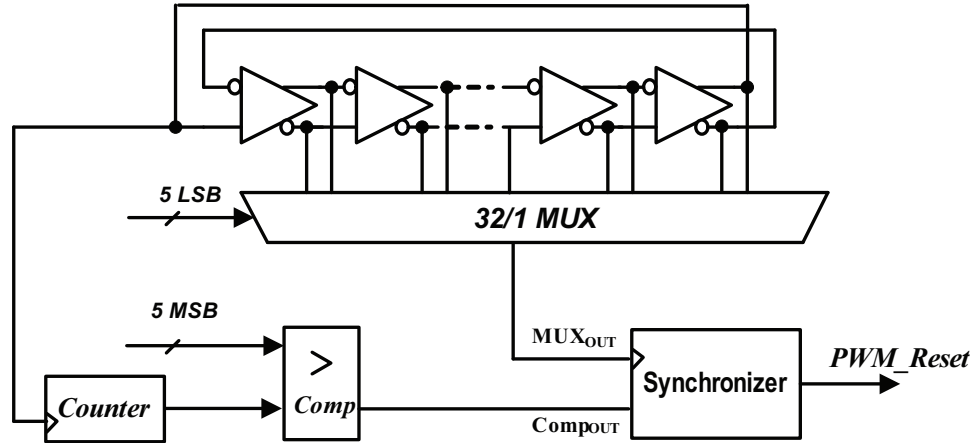 5 LSB
32/1 MUX
5 MSB
>
Comp
Counter
MUXOUT
CompOUT
Synchronizer
PWM_Reset